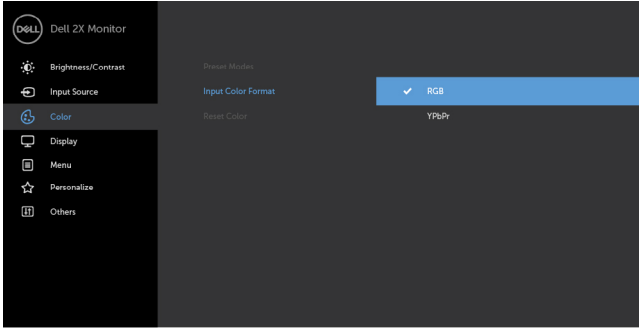 DELL Dell 2X Monitor
Brightness/Contrast Preset Modes
Input Source Input Color Format RGB
Color Reset Color YPbPr
Display
Menu
Personalize
Others